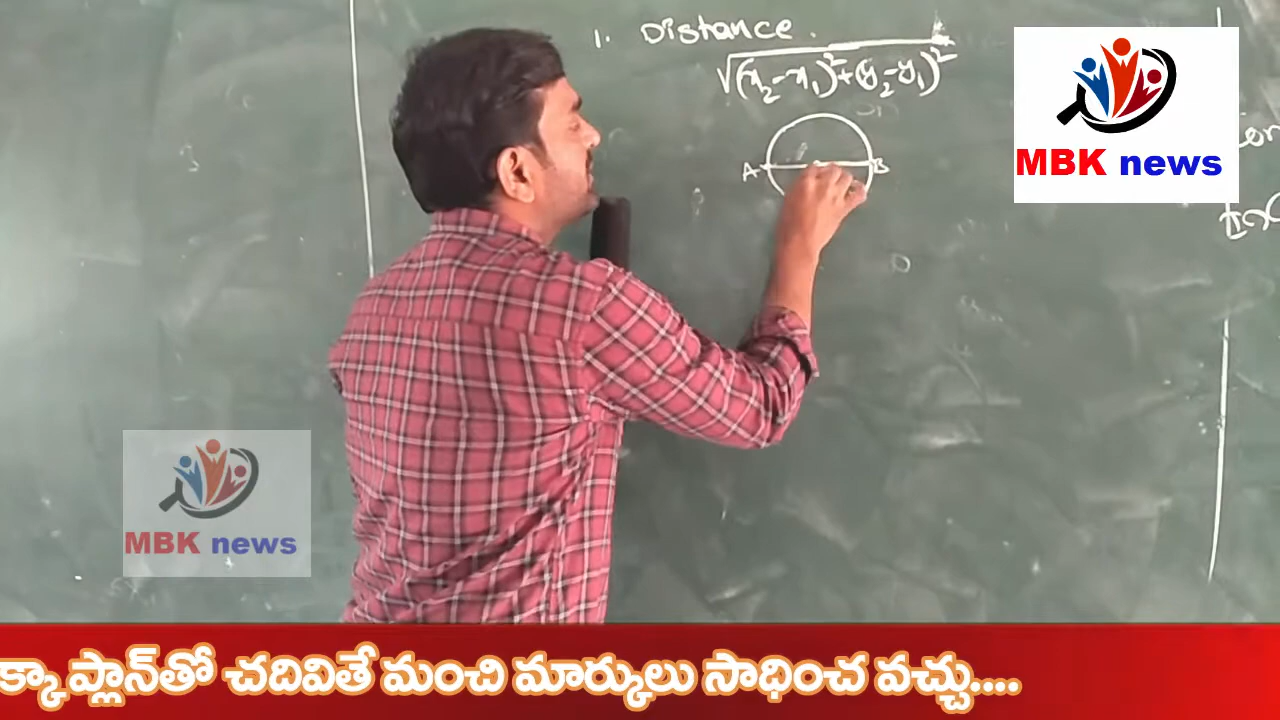 1. Distance.
√(x₂-x₁)²+(y₂-y₁)²
A B
MBK news
MBK news
క్కా ప్లాన్‌తో చదివితే మంచి మార్కులు సాధించ వచ్చు....